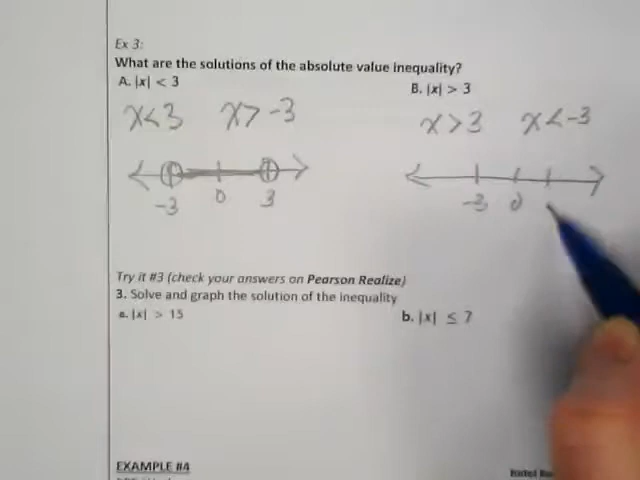 Ex 3:
What are the solutions of the absolute value inequality?
A. |x| < 3
B. |x| > 3
x<3 x>-3
x>3 x<-3
-3 0 3
-3 0
Try it #3 (check your answers on Pearson Realize)
3. Solve and graph the solution of the inequality
a. |x| > 15
b. |x| ≤ 7
EXAMPLE #4